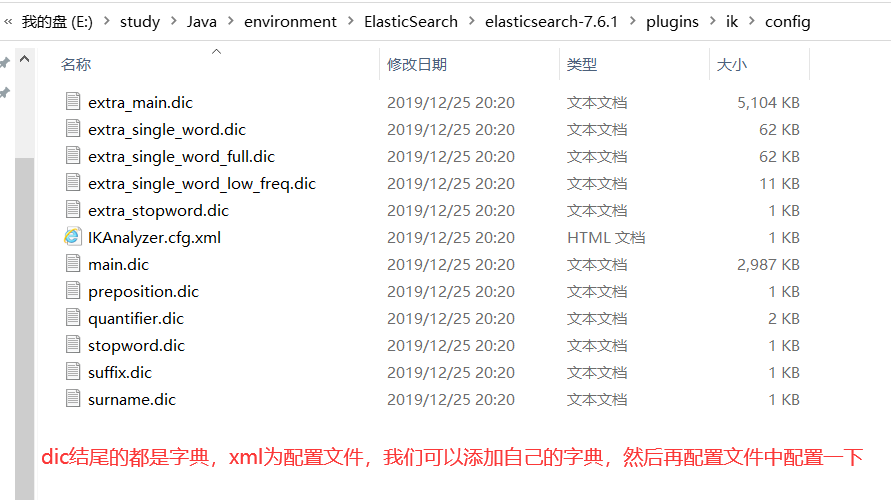 « 我的盘 (E:) › study › Java › environment › ElasticSearch › elasticsearch-7.6.1 › plugins › ik › config
名称 修改日期 类型 大小
extra_main.dic 2019/12/25 20:20 文本文档 5,104 KB
extra_single_word.dic 2019/12/25 20:20 文本文档 62 KB
extra_single_word_full.dic 2019/12/25 20:20 文本文档 62 KB
extra_single_word_low_freq.dic 2019/12/25 20:20 文本文档 11 KB
extra_stopword.dic 2019/12/25 20:20 文本文档 1 KB
IKAnalyzer.cfg.xml 2019/12/25 20:20 HTML 文档 1 KB
main.dic 2019/12/25 20:20 文本文档 2,987 KB
preposition.dic 2019/12/25 20:20 文本文档 1 KB
quantifier.dic 2019/12/25 20:20 文本文档 2 KB
stopword.dic 2019/12/25 20:20 文本文档 1 KB
suffix.dic 2019/12/25 20:20 文本文档 1 KB
surname.dic 2019/12/25 20:20 文本文档 1 KB
dic结尾的都是字典，xml为配置文件，我们可以添加自己的字典，然后再配置文件中配置一下